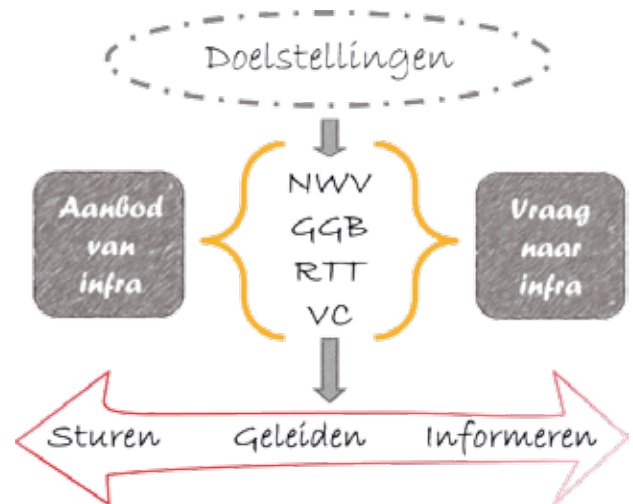 Doelstellingen
NWV
GGB
RTT
VC
Aanbod
van
infra
Vraag
naar
infra
Sturen Geleiden Informeren